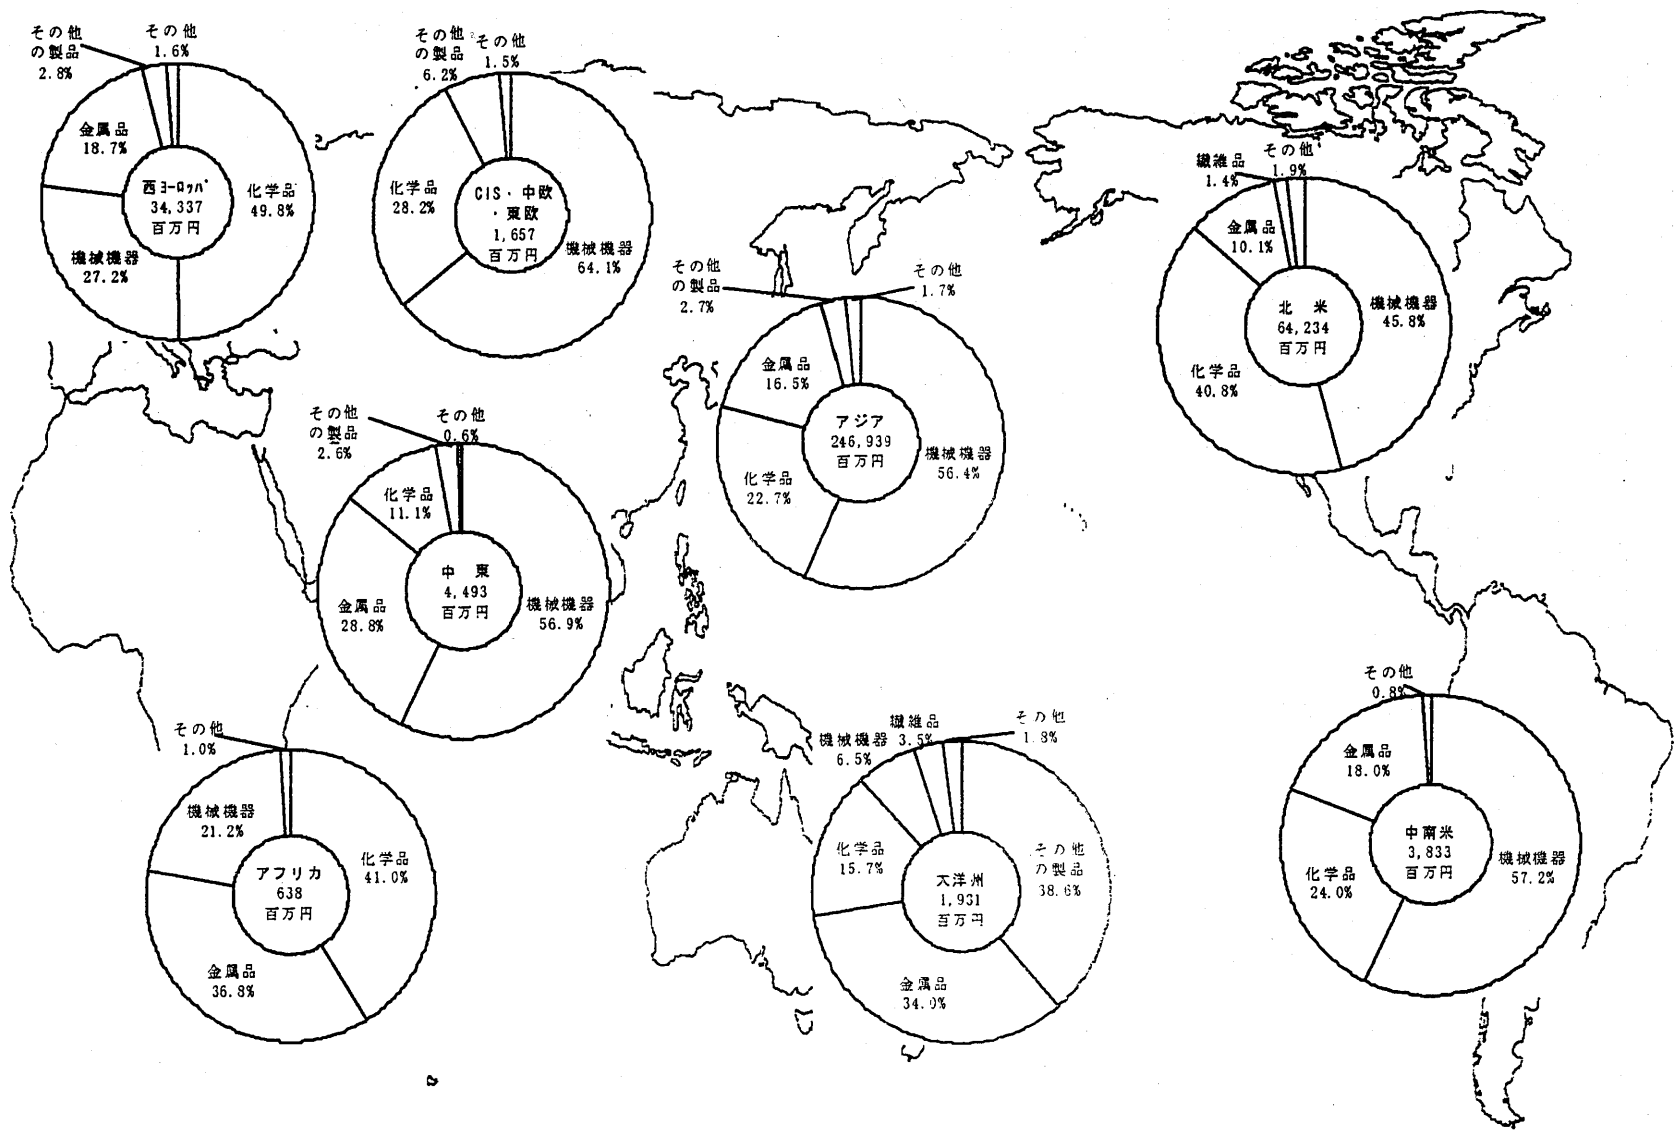 その他
の製品
2.8%
その他
1.6%
金属品
18.7%
西ヨーロッパ
34,337
百万円
化学品
49.8%
機械機器
27.2%
その他
の製品
6.2%
その他
1.5%
化学品
28.2%
CIS・中欧
・東欧
1,657
百万円
機械機器
64.1%
その他
の製品
2.7%
その他
1.7%
金属品
16.5%
アジア
246,939
百万円
機械機器
56.4%
化学品
22.7%
繊維品
1.4%
その他
1.9%
金属品
10.1%
北 米
64,234
百万円
機械機器
45.8%
化学品
40.8%
その他
の製品
2.6%
その他
0.6%
化学品
11.1%
中 東
4,493
百万円
金属品
28.8%
機械機器
56.9%
その他
1.0%
機械機器
21.2%
アフリカ
638
百万円
化学品
41.0%
金属品
36.8%
機械機器
6.5%
繊維品
3.5%
その他
1.8%
化学品
15.7%
大洋州
1,931
百万円
その他
の製品
38.6%
金属品
34.0%
その他
0.8%
金属品
18.0%
中南米
3,833
百万円
機械機器
57.2%
化学品
24.0%